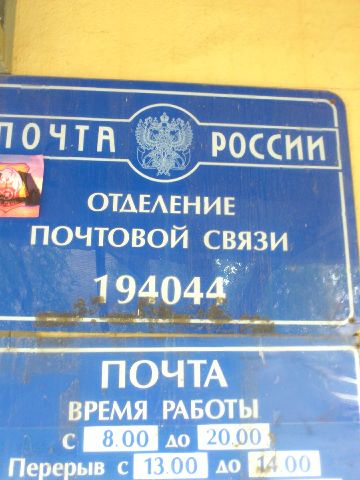 ПОЧТА РОССИИ
ОТДЕЛЕНИЕ
ПОЧТОВОЙ СВЯЗИ
194044
ПОЧТА
ВРЕМЯ РАБОТЫ
С 8.00 ДО 20.00
Перерыв с 13.00 до 14.00